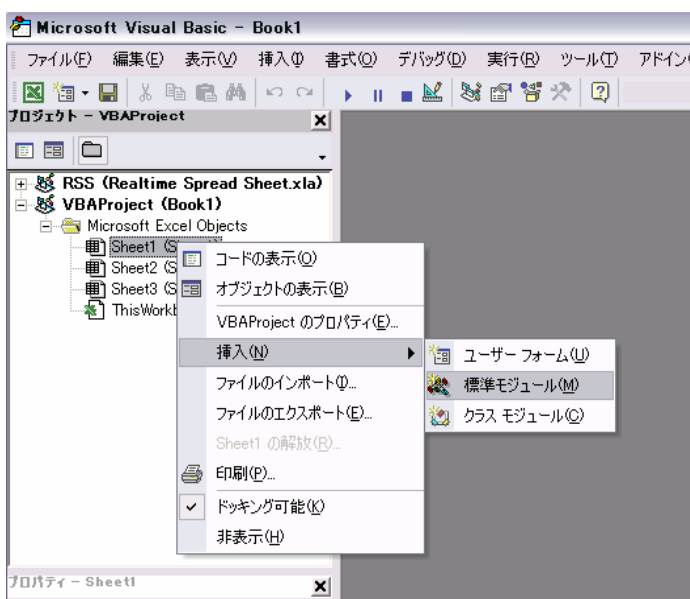 Microsoft Visual Basic - Book1
ファイル(F) 編集(E) 表示(V) 挿入(I) 書式(O) デバッグ(D) 実行(R) ツール(T) アドイン(
プロジェクト - VBAProject
RSS (Realtime Spread Sheet.xla)
VBAProject (Book1)
Microsoft Excel Objects
Sheet1 (S
Sheet2 (S
Sheet3 (S
ThisWorkb
コードの表示(O)
オブジェクトの表示(B)
VBAProject のプロパティ(E)...
挿入(N)
ユーザー フォーム(U)
標準モジュール(M)
クラス モジュール(C)
ファイルのインポート(I)...
ファイルのエクスポート(E)...
Sheet1 の解放(R)...
印刷(P)...
ドッキング可能(K)
非表示(H)
プロパティ - Sheet1